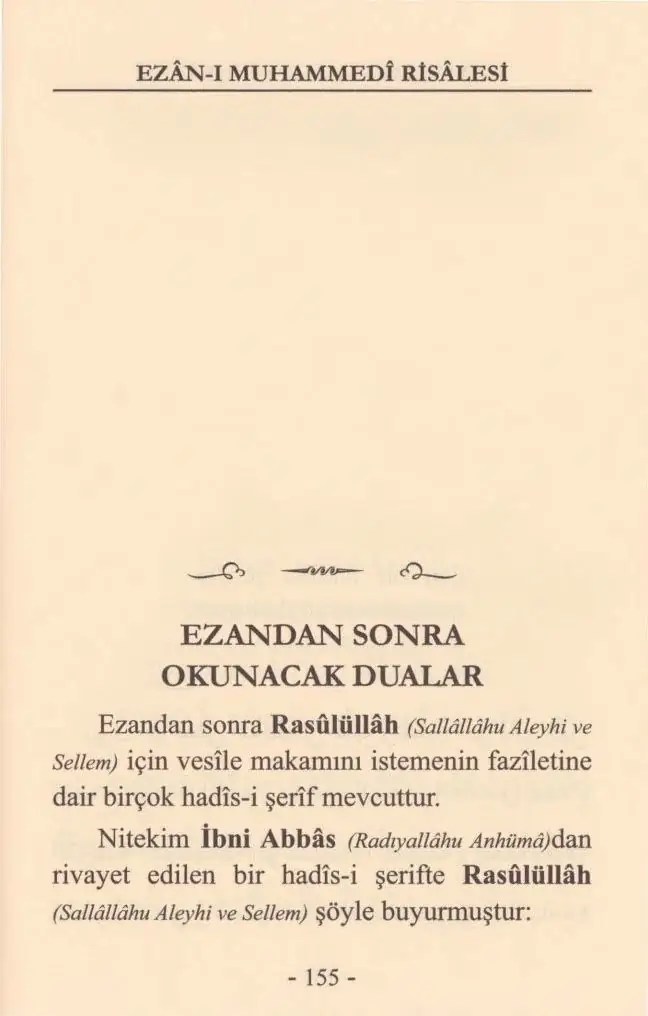 EZÂN-I MUHAMMEDÎ RİSÂLESİ
EZANDAN SONRA
OKUNACAK DUALAR
Ezandan sonra Rasûlüllâh (Sallâllâhu Aleyhi ve
Sellem) için vesîle makamını istemenin fazîletine
dair birçok hadîs-i şerîf mevcuttur.
Nitekim İbni Abbâs (Radıyallâhu Anhümâ)dan
rivayet edilen bir hadîs-i şerifte Rasûlüllâh
(Sallâllâhu Aleyhi ve Sellem) şöyle buyurmuştur:
- 155 -